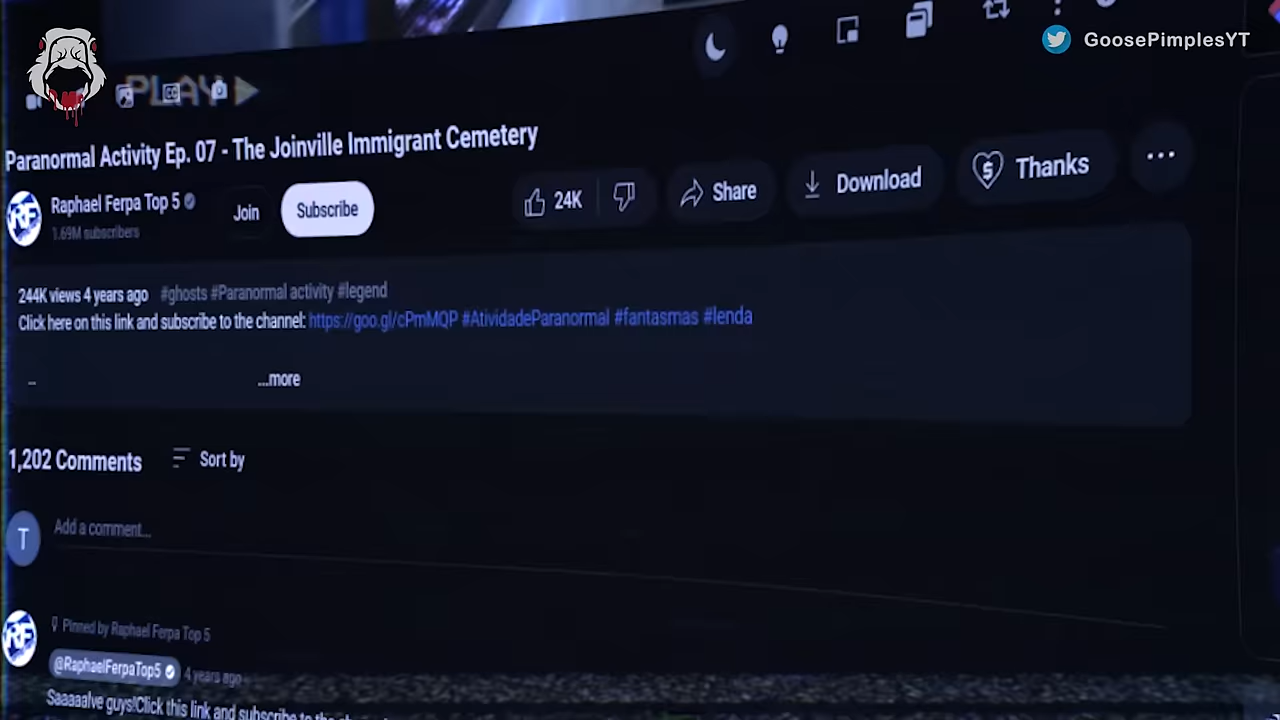 GoosePimplesYT
PLAY
Paranormal Activity Ep. 07 - The Joinville Immigrant Cemetery
Raphael Ferpa Top 5
1.69M subscribers
Join
Subscribe
24K
Share
Download
Thanks
244K views 4 years ago #ghosts #Paranormal activity #legend
Click here on this link and subscribe to the channel: https://goo.gl/cPmMQP #AtividadeParanormal #fantasmas #lenda
..
...more
1,202 Comments
Sort by
T
Add a comment...
RF
Pinned by Raphael Ferpa Top 5
@RaphaelFerpaTop5
4 years ago
Saaaaalve guys!Click this link and subscribe to the